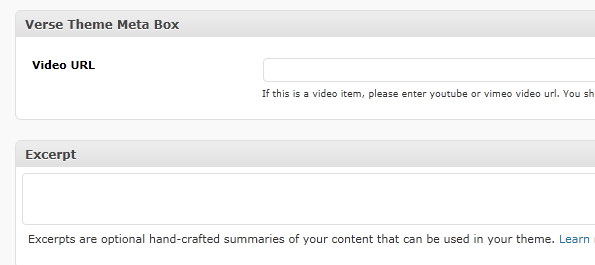 Verse Theme Meta Box
Video URL
If this is a video item, please enter youtube or vimeo video url. You
Excerpt
Excerpts are optional hand-crafted summaries of your content that can be used in your theme. Learn